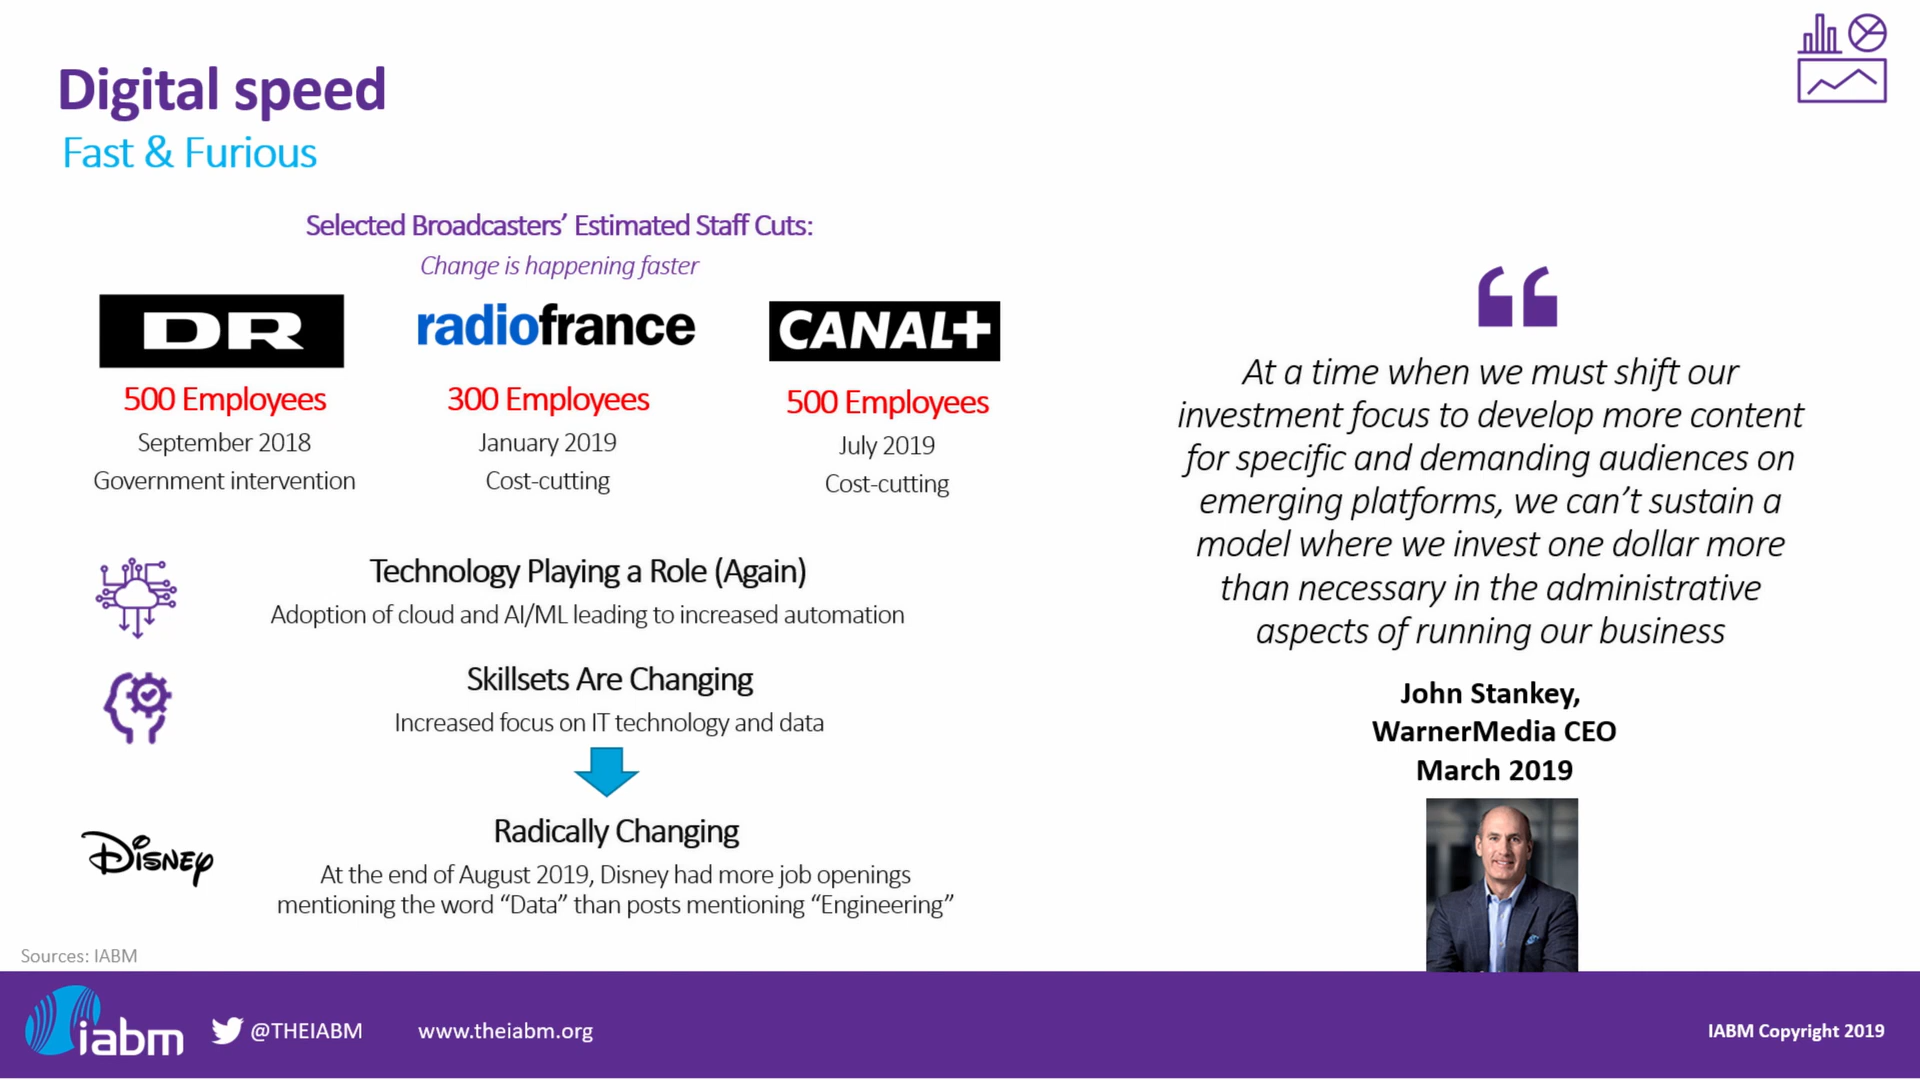 Digital speed
Fast & Furious
Selected Broadcasters’ Estimated Staff Cuts:
Change is happening faster
DR
radiofrance
CANAL+
500 Employees
300 Employees
500 Employees
September 2018
January 2019
July 2019
Government intervention
Cost-cutting
Cost-cutting
Technology Playing a Role (Again)
Adoption of cloud and AI/ML leading to increased automation
Skillsets Are Changing
Increased focus on IT technology and data
Disney
Radically Changing
At the end of August 2019, Disney had more job openings
mentioning the word “Data” than posts mentioning “Engineering”
“
At a time when we must shift our
investment focus to develop more content
for specific and demanding audiences on
emerging platforms, we can’t sustain a
model where we invest one dollar more
than necessary in the administrative
aspects of running our business
John Stankey,
WarnerMedia CEO
March 2019
Sources: IABM
iabm
@THEIABM
www.theiabm.org
IABM Copyright 2019